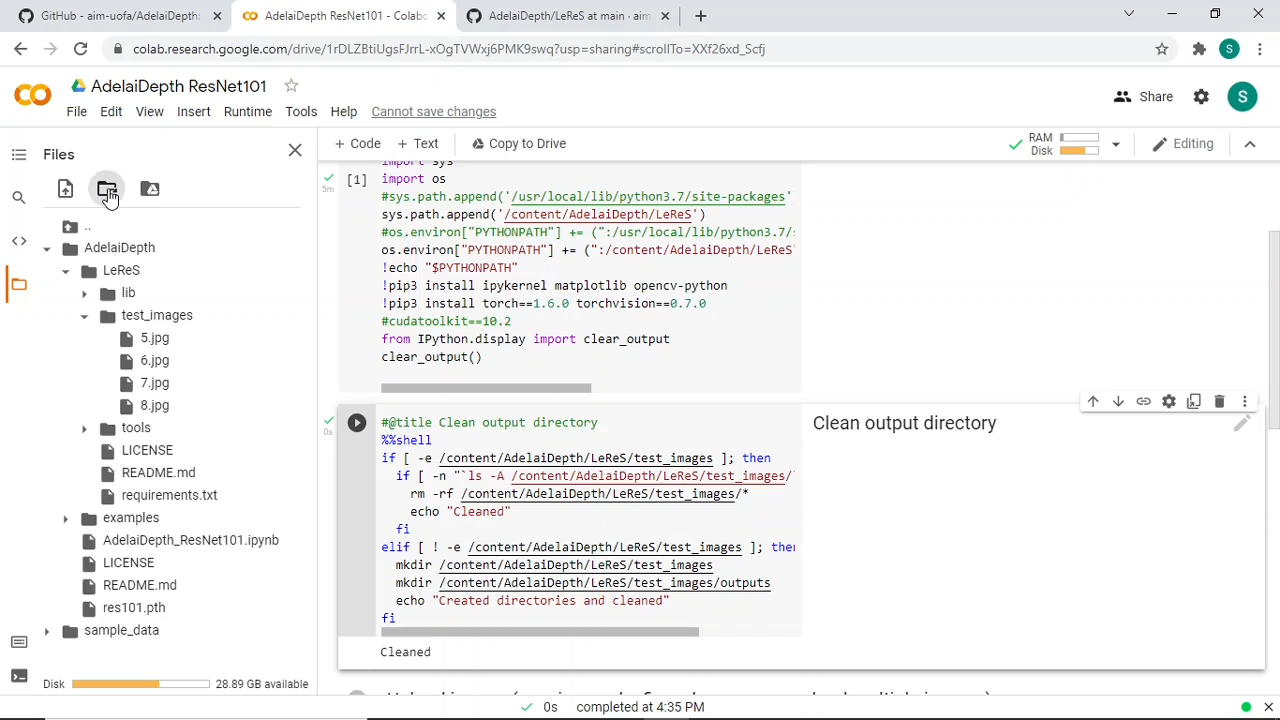 GitHub - aim-uofa/AdelaiDepth:
AdelaiDepth ResNet101 - Colabo
AdelaiDepth/LeReS at main · aim
colab.research.google.com/drive/1rDLZBtiUgsFJrrL-xOgTVWxj6PMK9swq?usp=sharing#scrollTo=XXf26xd_Scfj
S
AdelaiDepth ResNet101
File Edit View Insert Runtime Tools Help Cannot save changes
Share
S
Files
+ Code + Text Copy to Drive
RAM
Disk
Editing
..
AdelaiDepth
LeReS
lib
test_images
5.jpg
6.jpg
7.jpg
8.jpg
tools
LICENSE
README.md
requirements.txt
examples
AdelaiDepth_ResNet101.ipynb
LICENSE
README.md
res101.pth
sample_data
Disk 28.89 GB available
5m
[1]
import sys
import os
#sys.path.append('/usr/local/lib/python3.7/site-packages'
sys.path.append('/content/AdelaiDepth/LeReS')
#os.environ["PYTHONPATH"] += (":/usr/local/lib/python3.7/s
os.environ["PYTHONPATH"] += (":/content/AdelaiDepth/LeReS"
!echo "$PYTHONPATH"
!pip3 install ipykernel matplotlib opencv-python
!pip3 install torch==1.6.0 torchvision==0.7.0
#cudatoolkit==10.2
from IPython.display import clear_output
clear_output()
0s
#@title Clean output directory
%%shell
if [ -e /content/AdelaiDepth/LeReS/test_images ]; then
if [ -n "`ls -A /content/AdelaiDepth/LeReS/test_images/`
rm -rf /content/AdelaiDepth/LeReS/test_images/*
echo "Cleaned"
fi
elif [ ! -e /content/AdelaiDepth/LeReS/test_images ]; then
mkdir /content/AdelaiDepth/LeReS/test_images
mkdir /content/AdelaiDepth/LeReS/test_images/outputs
echo "Created directories and cleaned"
fi
Clean output directory
Cleaned
0s completed at 4:35 PM